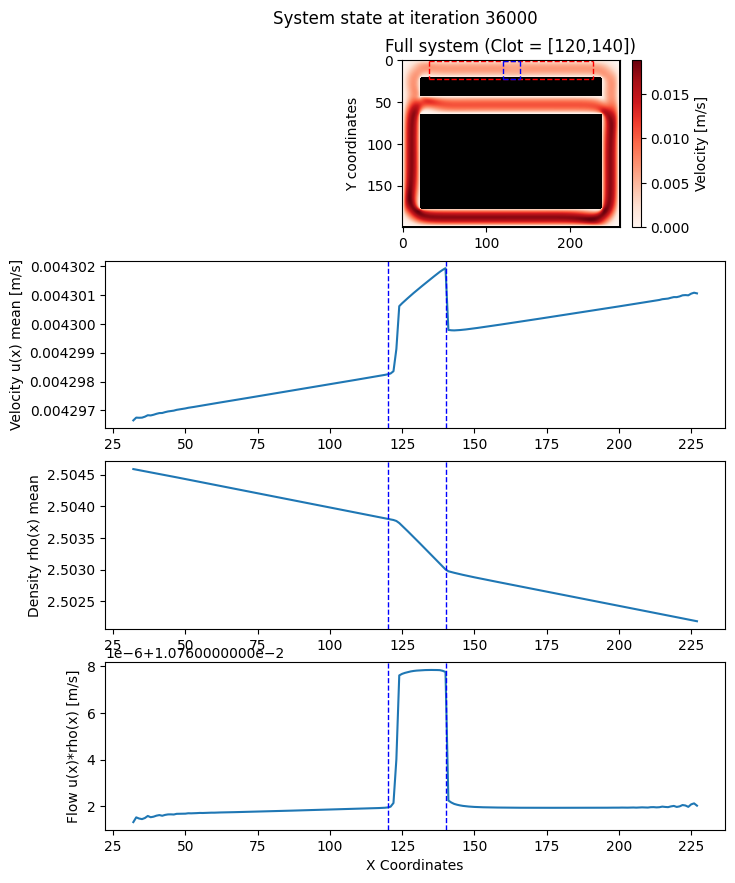 System state at iteration 36000
Full system (Clot = [120,140])
Y coordinates
0
50
100
150
0 100 200
0.015
0.010
0.005
0.000
Velocity [m/s]
Velocity u(x) mean [m/s]
0.004302
0.004301
0.004300
0.004299
0.004298
0.004297
25 50 75 100 125 150 175 200 225
Density rho(x) mean
2.5045
2.5040
2.5035
2.5030
2.5025
25 50 75 100 125 150 175 200 225
1e-6+1.0760000000e-2
Flow u(x)*rho(x) [m/s]
8
6
4
2
25 50 75 100 125 150 175 200 225
X Coordinates